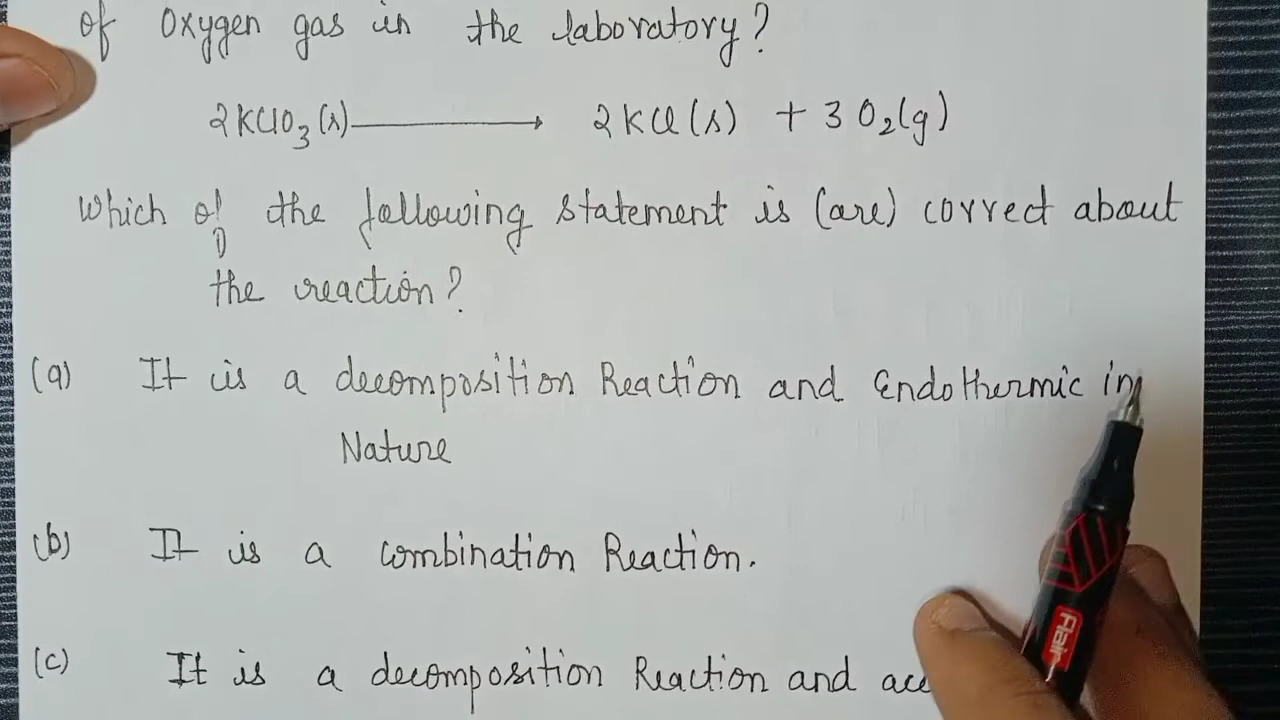 of oxygen gas in the laboratory?
2KClO₃(s) ⟶ 2KCl(s) + 3O₂(g)
Which of the following statement is (are) correct about
the reaction?
(a) It is a decomposition Reaction and Endothermic in
Nature
(b) It is a combination Reaction.
(c) It is a decomposition Reaction and
Flair